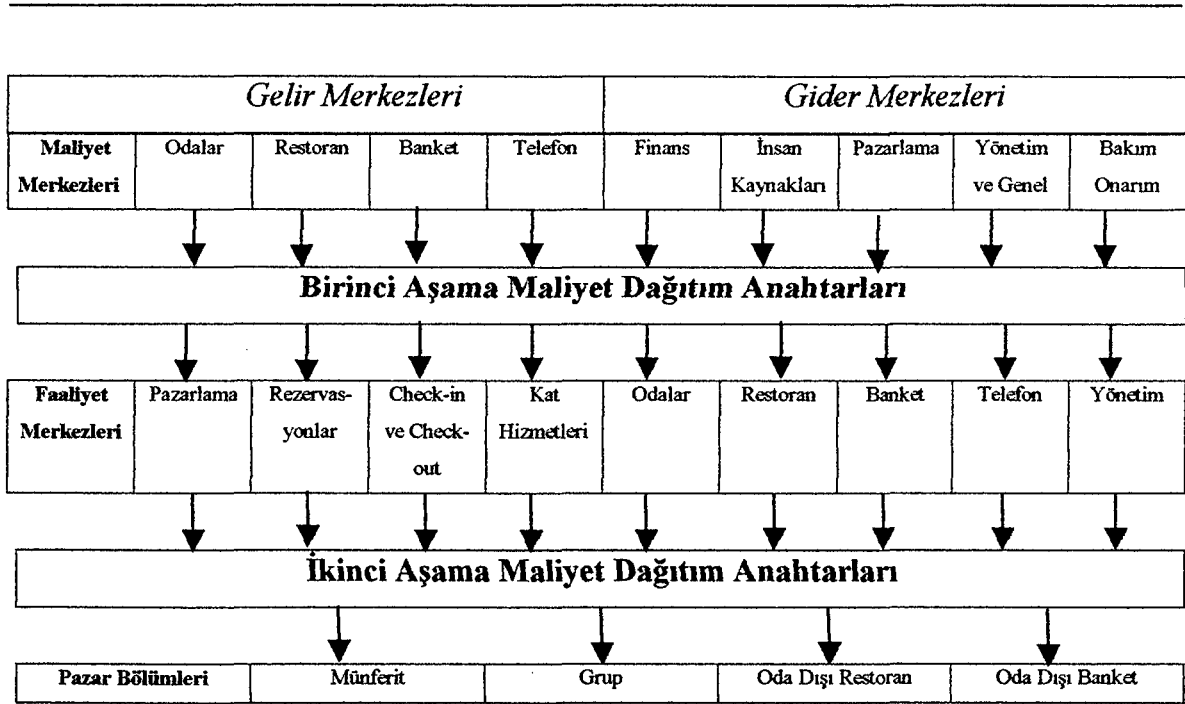 Gelir Merkezleri Gider Merkezleri
Maliyet Odalar Restoran Banket Telefon Finans İnsan Pazarlama Yönetim Bakım
Merkezleri Kaynakları ve Genel Onarım
Birinci Aşama Maliyet Dağıtım Anahtarları
Faaliyet Pazarlama Rezervas- Check-in Kat Odalar Restoran Banket Telefon Yönetim
Merkezleri yonlar ve Check- Hizmetleri
out
İkinci Aşama Maliyet Dağıtım Anahtarları
Pazar Bölümleri Münferit Grup Oda Dışı Restoran Oda Dışı Banket